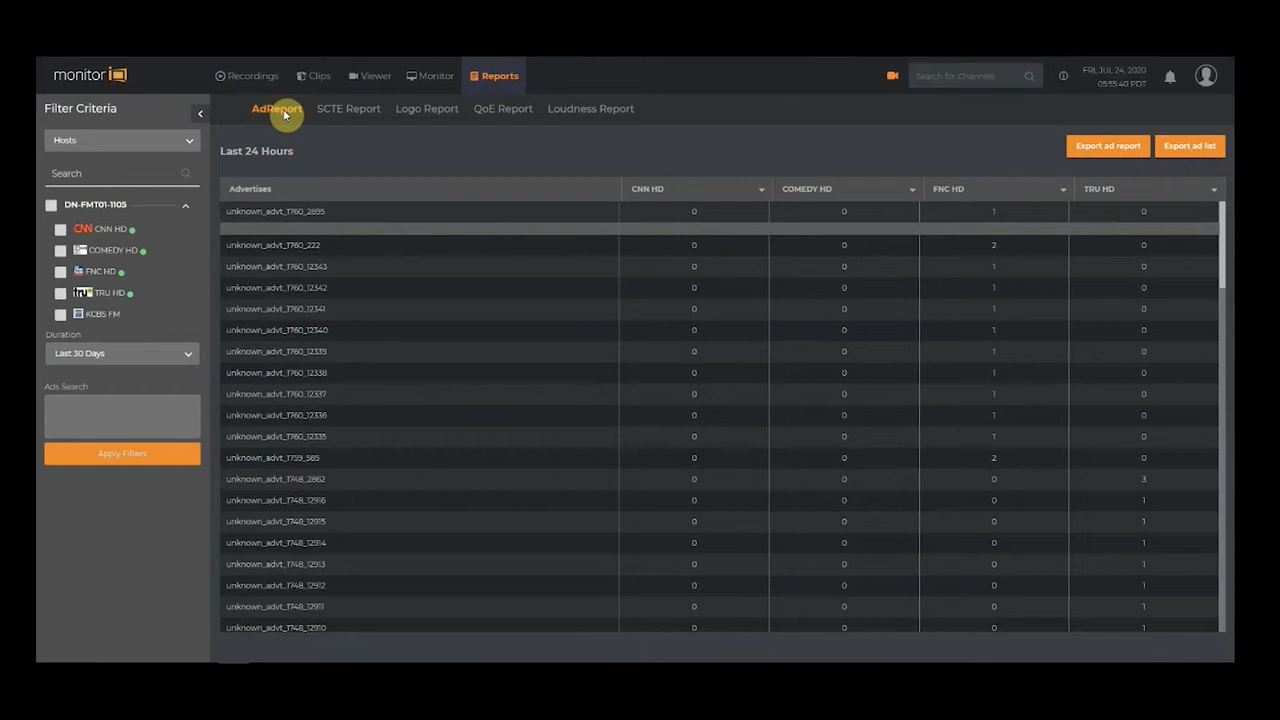 monitor iQ
Recordings Clips Viewer Monitor Reports
Search for Channels
FRI, JUL 24, 2020
05:55:40 PDT
Filter Criteria
AdReport SCTE Report Logo Report QoE Report Loudness Report
Hosts
Search
DN-FMT01-1105
CNN CNN HD
COMEDY HD
FNC HD
tru TRU HD
KCBS FM
Duration
Last 30 Days
Ads Search
Apply Filters
Last 24 Hours
Export ad report Export ad list
Advertises CNN HD COMEDY HD FNC HD TRU HD
unknown_advt_1760_2695 0 0 1 0
unknown_advt_1760_222 0 0 2 0
unknown_advt_1760_12343 0 0 1 0
unknown_advt_1760_12342 0 0 1 0
unknown_advt_1760_12341 0 0 1 0
unknown_advt_1760_12340 0 0 1 0
unknown_advt_1760_12339 0 0 1 0
unknown_advt_1760_12338 0 0 1 0
unknown_advt_1760_12337 0 0 1 0
unknown_advt_1760_12336 0 0 1 0
unknown_advt_1760_12335 0 0 1 0
unknown_advt_1759_585 0 0 2 0
unknown_advt_1748_2862 0 0 0 3
unknown_advt_1748_12916 0 0 0 1
unknown_advt_1748_12915 0 0 0 1
unknown_advt_1748_12914 0 0 0 1
unknown_advt_1748_12913 0 0 0 1
unknown_advt_1748_12912 0 0 0 1
unknown_advt_1748_12911 0 0 0 1
unknown_advt_1748_12910 0 0 0 1